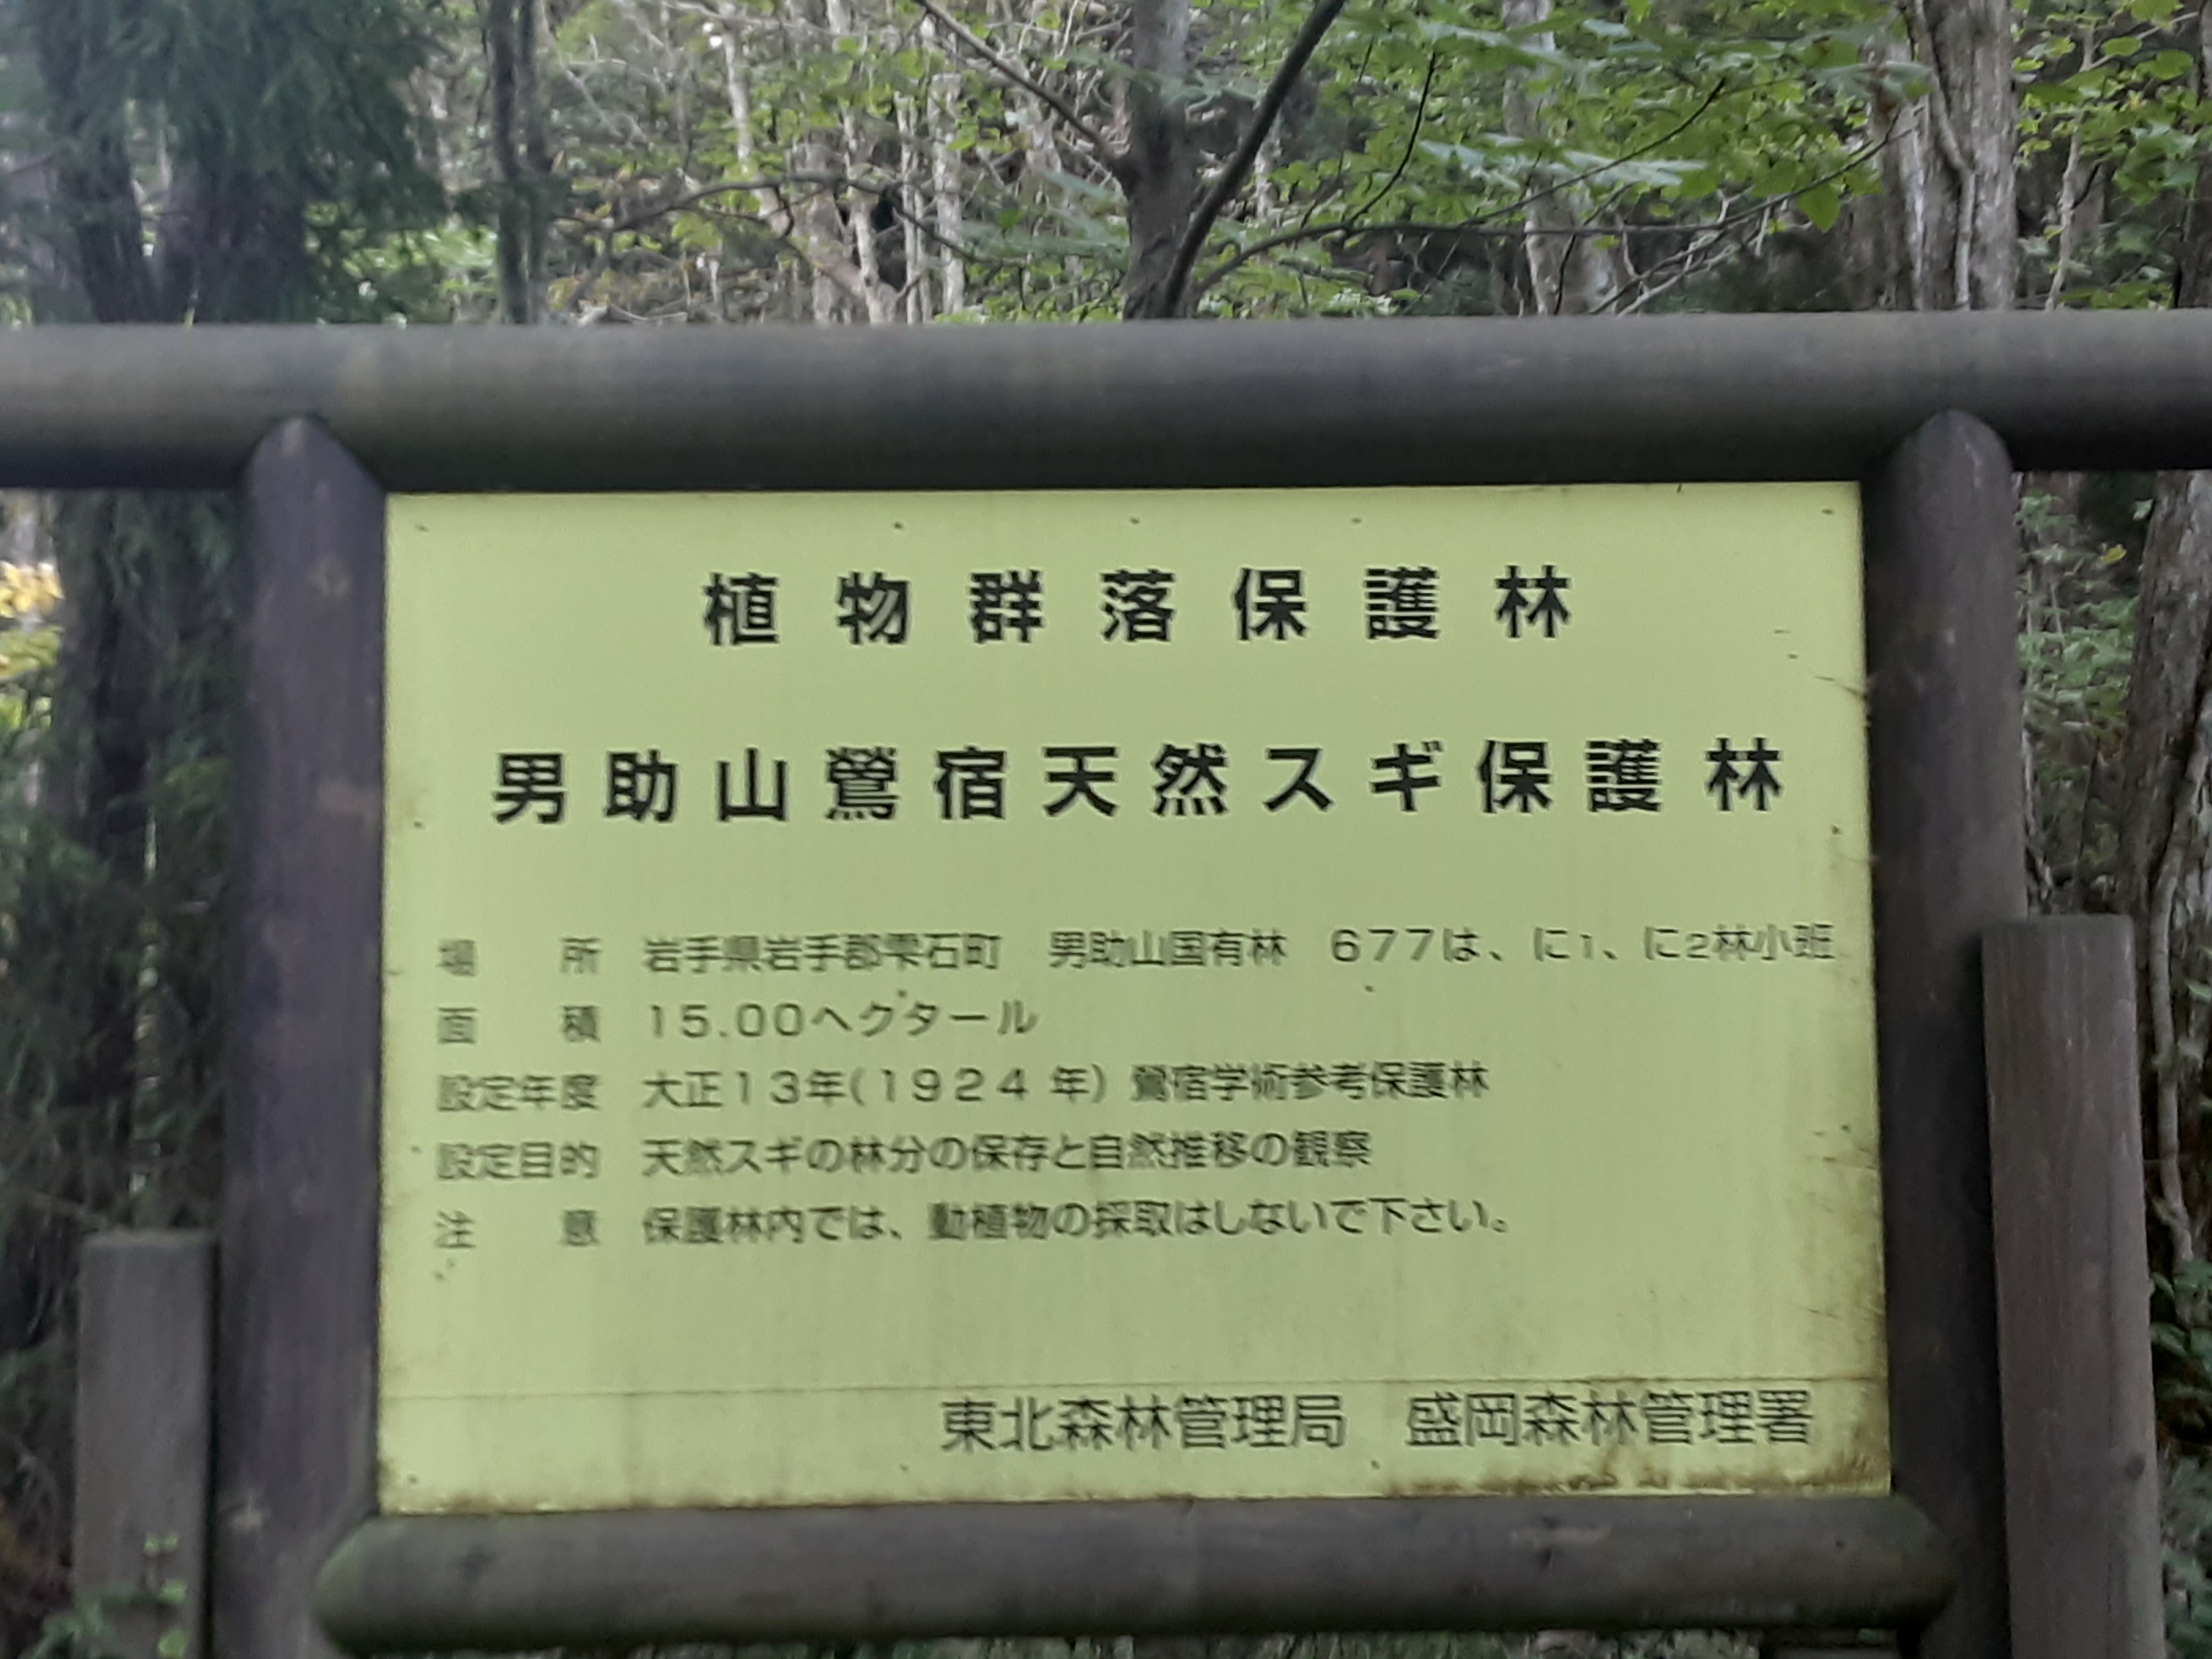 植物群落保護林
男助山鶯宿天然スギ保護林
場 所 岩手県岩手郡雫石町 男助山国有林 677は、に1、に2林小班
面 積 15.00ヘクタール
設定年度 大正13年(1924 年) 鶯宿学術参考保護林
設定目的 天然スギの林分の保存と自然推移の観察
注 意 保護林内では、動植物の採取はしないで下さい。
東北森林管理局 盛岡森林管理署